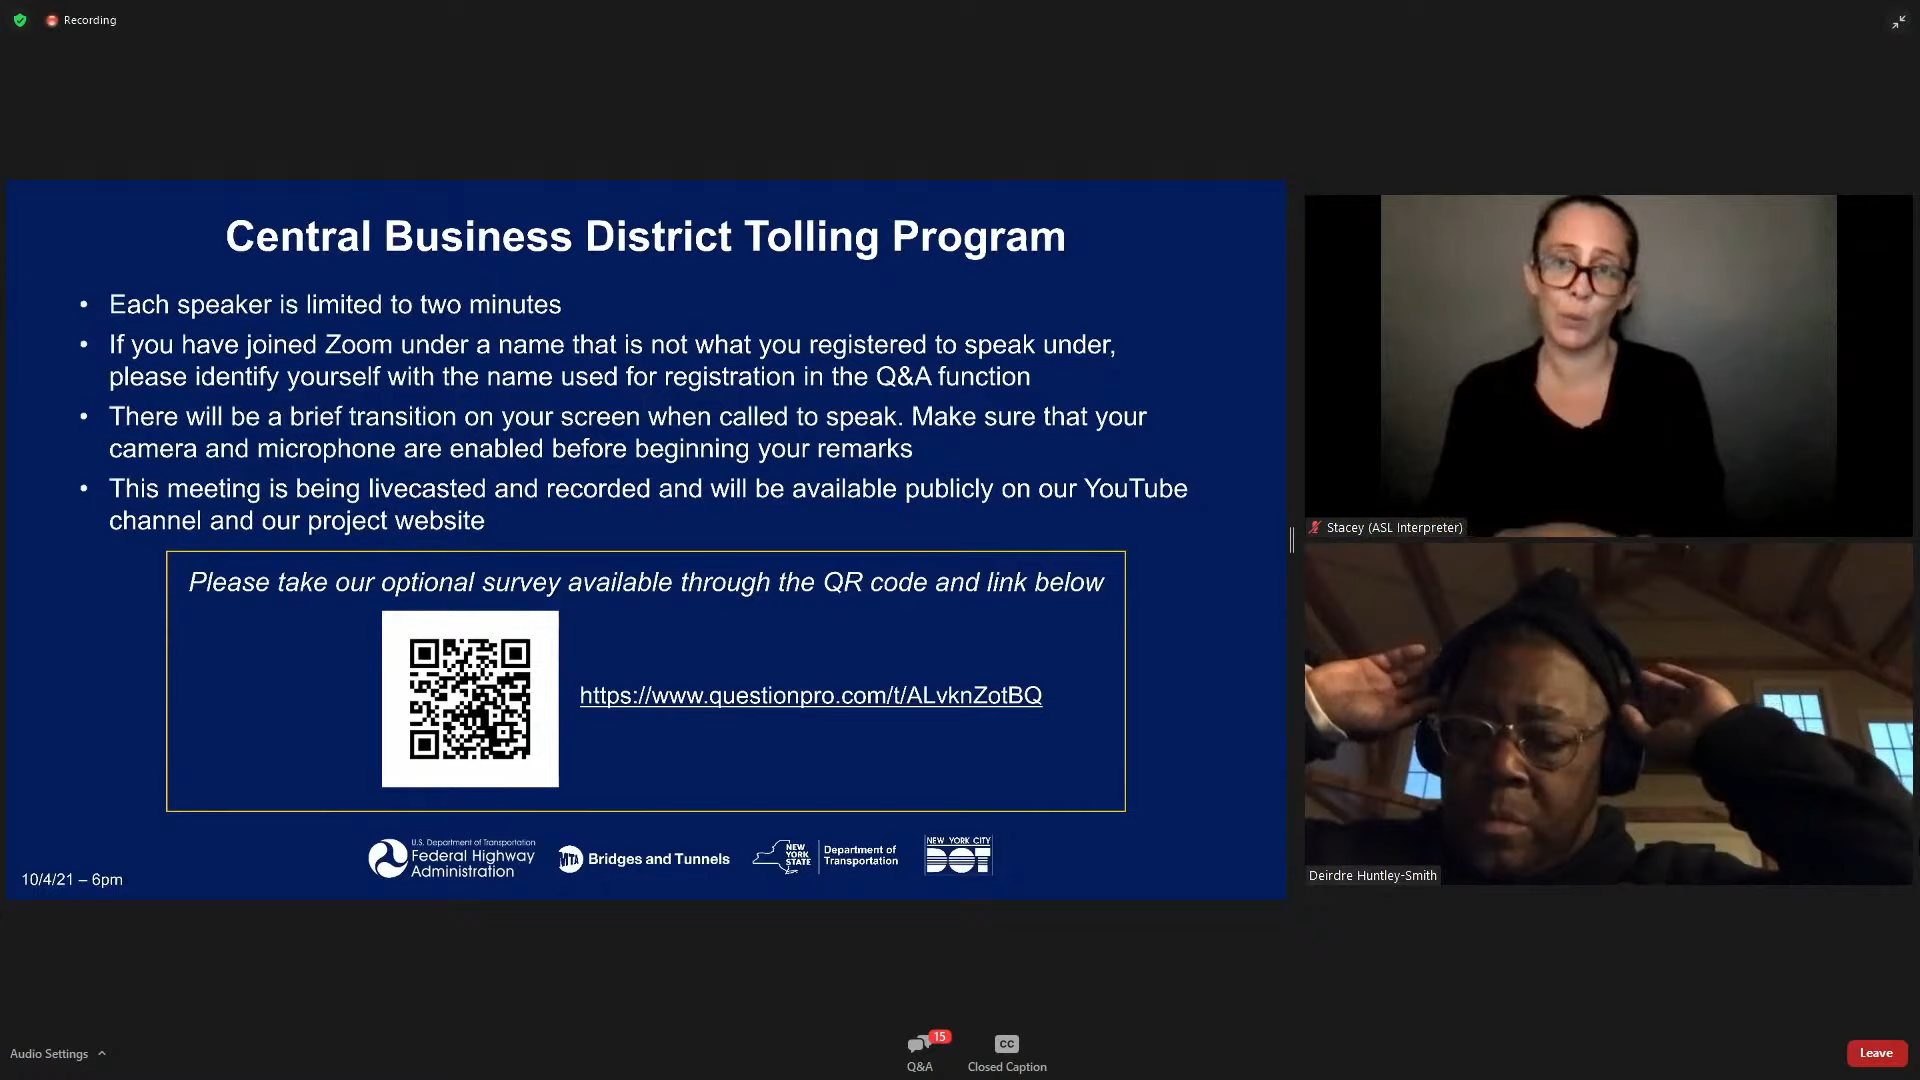 Recording
Central Business District Tolling Program
• Each speaker is limited to two minutes
• If you have joined Zoom under a name that is not what you registered to speak under,
please identify yourself with the name used for registration in the Q&A function
• There will be a brief transition on your screen when called to speak. Make sure that your
camera and microphone are enabled before beginning your remarks
• This meeting is being livecasted and recorded and will be available publicly on our YouTube
channel and our project website
Please take our optional survey available through the QR code and link below
https://www.questionpro.com/t/ALvknZotBQ
U.S. Department of Transportation
Federal Highway
Administration
MTA Bridges and Tunnels
NEW
YORK
STATE
Department of
Transportation
NEW YORK CITY
DOT
10/4/21 – 6pm
Stacey (ASL Interpreter)
Deirdre Huntley-Smith
Audio Settings
15
Q&A
CC
Closed Caption
Leave